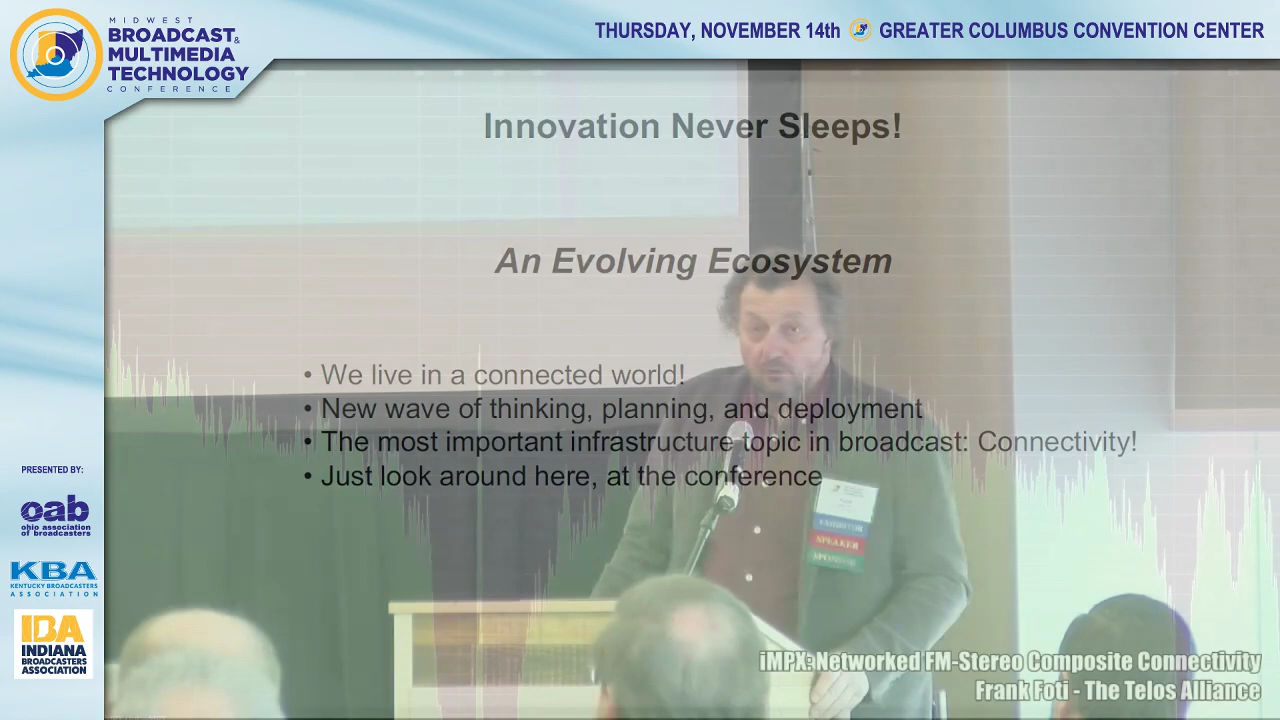 MIDWEST
BROADCAST &
MULTIMEDIA
TECHNOLOGY
CONFERENCE
THURSDAY, NOVEMBER 14th GREATER COLUMBUS CONVENTION CENTER
Innovation Never Sleeps!
An Evolving Ecosystem
• We live in a connected world!
• New wave of thinking, planning, and deployment
• The most important infrastructure topic in broadcast: Connectivity!
• Just look around here, at the conference
PRESENTED BY:
oab
ohio association
of broadcasters
KBA
KENTUCKY BROADCASTERS
ASSOCIATION
IBA
INDIANA
BROADCASTERS
ASSOCIATION
EXHIBITOR
SPEAKER
SPONSOR
iMPX: Networked FM-Stereo Composite Connectivity
Frank Foti - The Telos Alliance